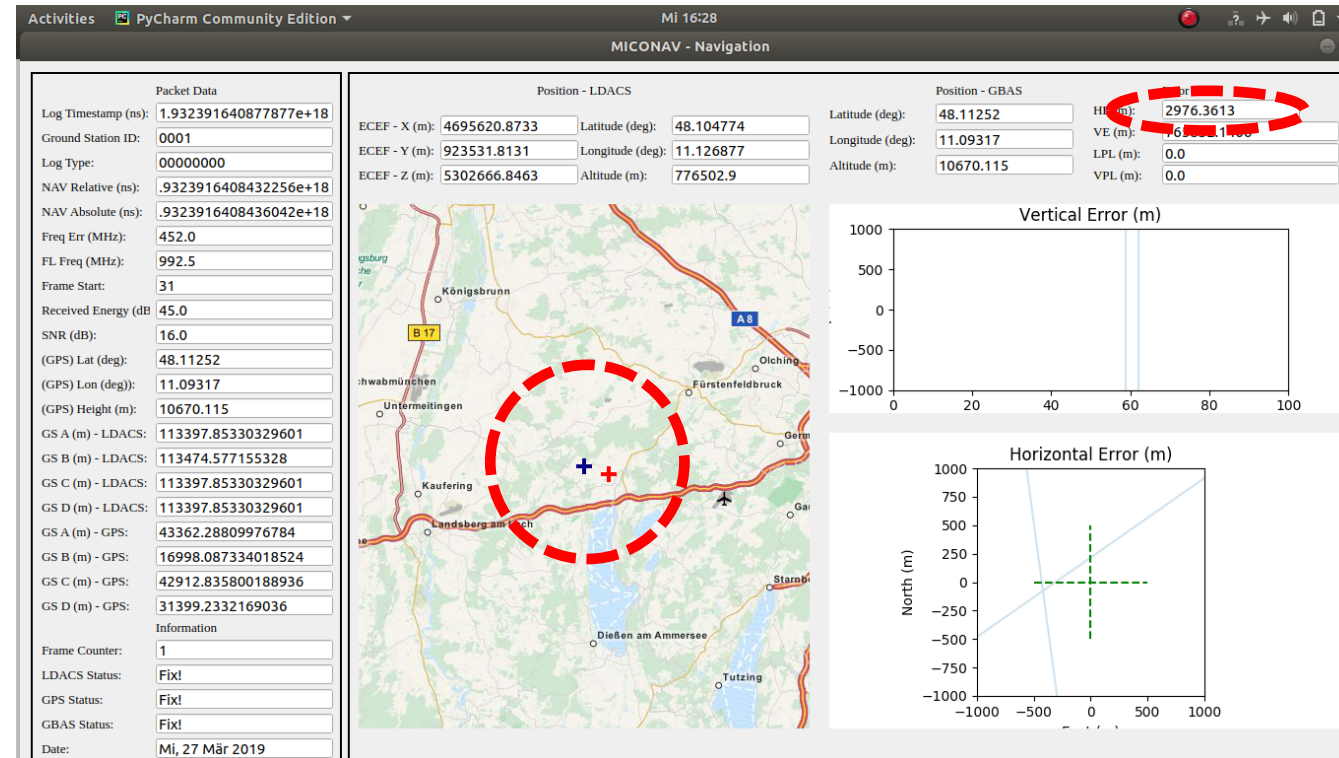 Activities PyCharm Community Edition Mi 16:28
MICONAV - Navigation
Packet Data
Log Timestamp (ns): 1.932391640877877e+18
Ground Station ID: 0001
Log Type: 00000000
NAV Relative (ns): .9323916408432256e+18
NAV Absolute (ns): .9323916408436042e+18
Freq Err (MHz): 452.0
FL Freq (MHz): 992.5
Frame Start: 31
Received Energy (dB 45.0
SNR (dB): 16.0
(GPS) Lat (deg): 48.11252
(GPS) Lon (deg)): 11.09317
(GPS) Height (m): 10670.115
GS A (m) - LDACS: 113397.85330329601
GS B (m) - LDACS: 113474.577155328
GS C (m) - LDACS: 113397.85330329601
GS D (m) - LDACS: 113397.85330329601
GS A (m) - GPS: 43362.28809976784
GS B (m) - GPS: 16998.087334018524
GS C (m) - GPS: 42912.835800188936
GS D (m) - GPS: 31399.2332169036
Information
Frame Counter: 1
LDACS Status: Fix!
GPS Status: Fix!
GBAS Status: Fix!
Date: Mi, 27 Mär 2019
Position - LDACS
ECEF - X (m): 4695620.8733 Latitude (deg): 48.104774
ECEF - Y (m): 923531.8131 Longitude (deg): 11.126877
ECEF - Z (m): 5302666.8463 Altitude (m): 776502.9
Position - GBAS
Latitude (deg): 48.11252
Longitude (deg): 11.09317
Altitude (m): 10670.115
2976.3613
VE (m):
LPL (m): 0.0
VPL (m): 0.0
Königsbrunn
B 17
A 8
Olching
hwabmünchen
Fürstenfeldbruck
Untermeitingen
Germ
Kaufering
Ga
Landsberg am
Starnb
Dießen am Ammersee
Tutzing
Vertical Error (m)
1000
500
0
−500
−1000
0 20 40 60 80 100
Horizontal Error (m)
North (m)
1000
750
500
250
0
−250
−500
−750
−1000
−1000 −500 0 500 1000